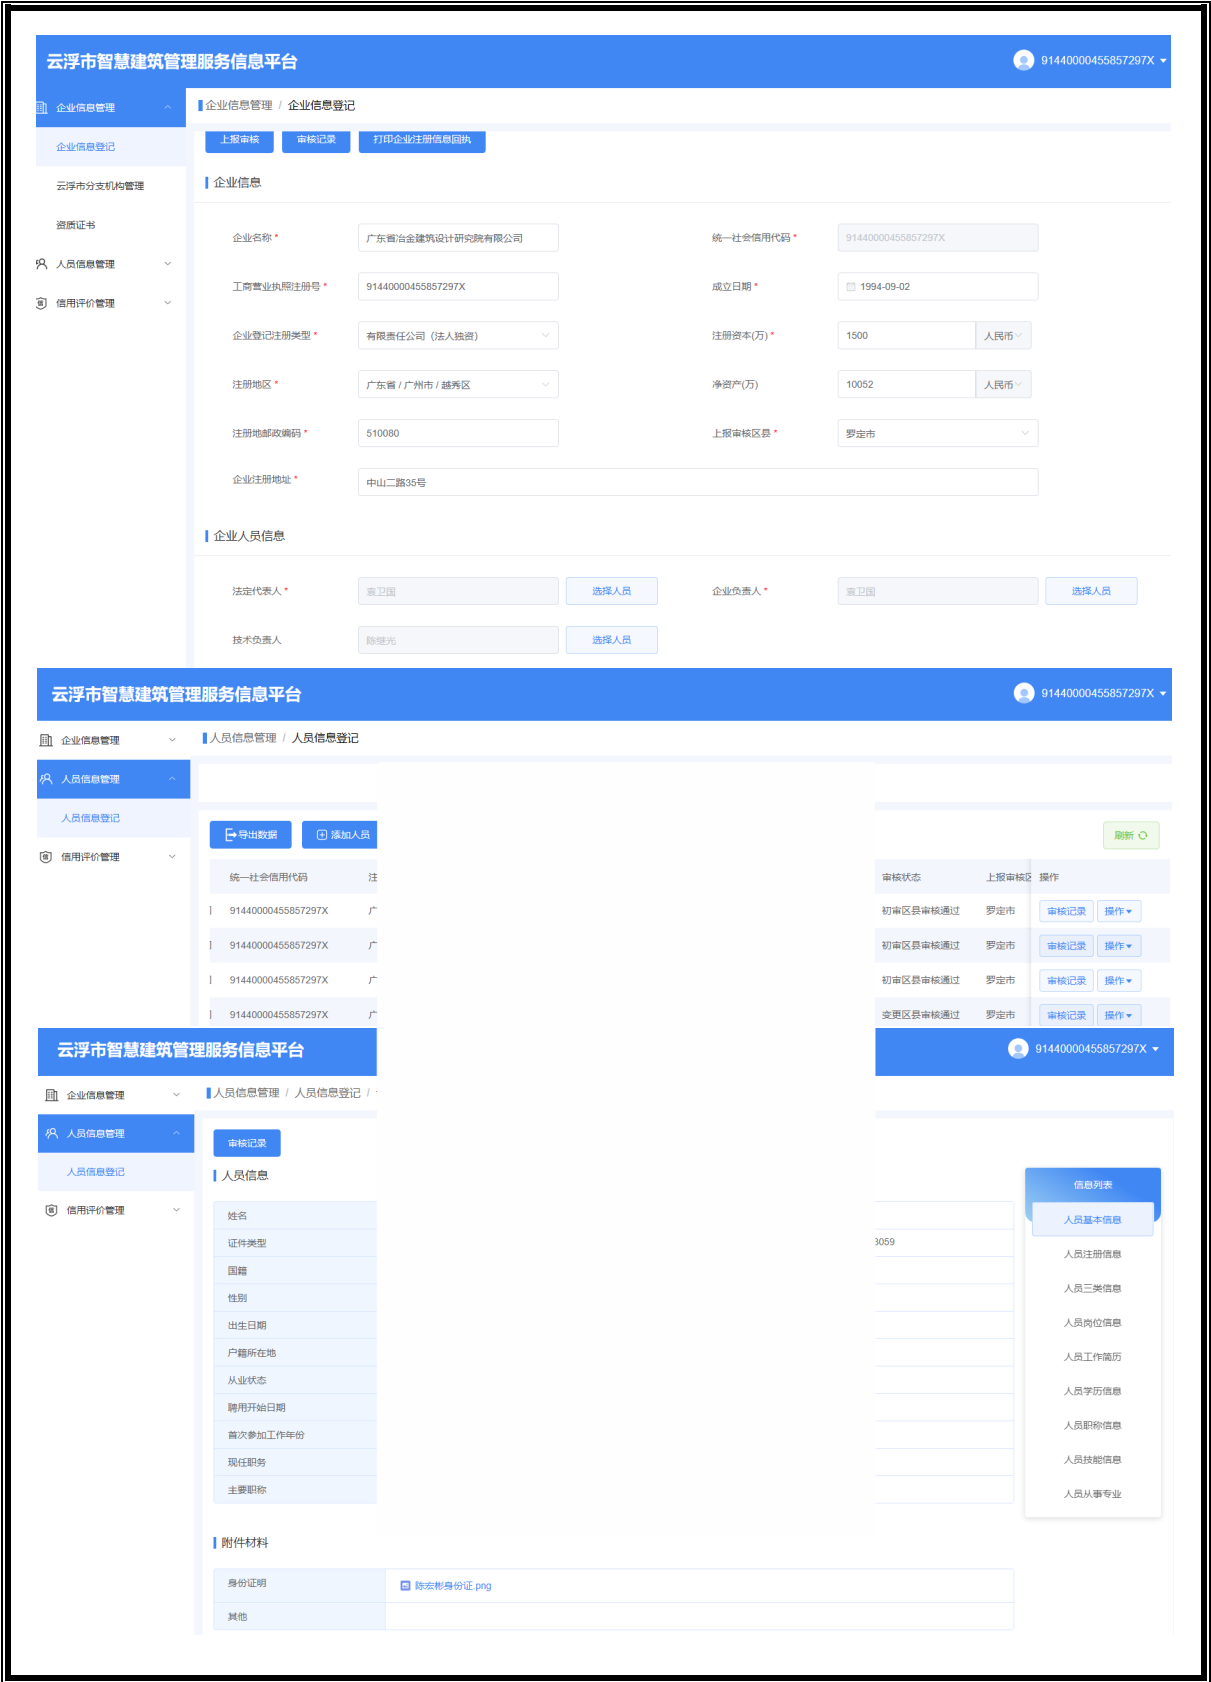 云浮市智慧建筑管理服务信息平台 91440000455857297X
企业信息管理 企业信息管理 / 企业信息登记
企业信息登记 上报审核 审核记录 打印企业注册信息回执
云浮市分支机构管理 企业信息
资质证书 企业名称 * 广东省冶金建筑设计研究院有限公司 统一社会信用代码 * 91440000455857297X
人员信息管理
工商营业执照注册号 * 91440000455857297X 成立日期 * 1994-09-02
信用评价管理
企业登记注册类型 * 有限责任公司（法人独资） 注册资本(万) * 1500 人民币
注册地区 * 广东省 / 广州市 / 越秀区 净资产(万) 10052 人民币
注册地邮政编码 * 510080 上报审核区县 * 罗定市
企业注册地址 * 中山二路35号
企业人员信息
法定代表人 * 袁卫国 选择人员 企业负责人 * 袁卫国 选择人员
技术负责人 陈继光 选择人员
云浮市智慧建筑管理服务信息平台 91440000455857297X
企业信息管理 人员信息管理 / 人员信息登记
人员信息管理
人员信息登记 导出数据 添加人员 刷新
信用评价管理
统一社会信用代码 注 审核状态 上报审核区 操作
91440000455857297X 广 初审区县审核通过 罗定市 审核记录 操作
91440000455857297X 广 初审区县审核通过 罗定市 审核记录 操作
91440000455857297X 广 初审区县审核通过 罗定市 审核记录 操作
91440000455857297X 广 变更区县审核通过 罗定市 审核记录 操作
云浮市智慧建筑管理服务信息平台 91440000455857297X
企业信息管理 人员信息管理 / 人员信息登记 /
人员信息管理 审核记录
人员信息登记 人员信息
信用评价管理
信息列表
姓名 人员基本信息
证件类型 3059
人员注册信息
国籍
性别 人员三类信息
出生日期 人员岗位信息
户籍所在地 人员工作简历
从业状态
聘用开始日期 人员学历信息
首次参加工作年份 人员职称信息
现任职务 人员技能信息
主要职称 人员从事专业
附件材料
身份证明 陈宏彬身份证.png
其他